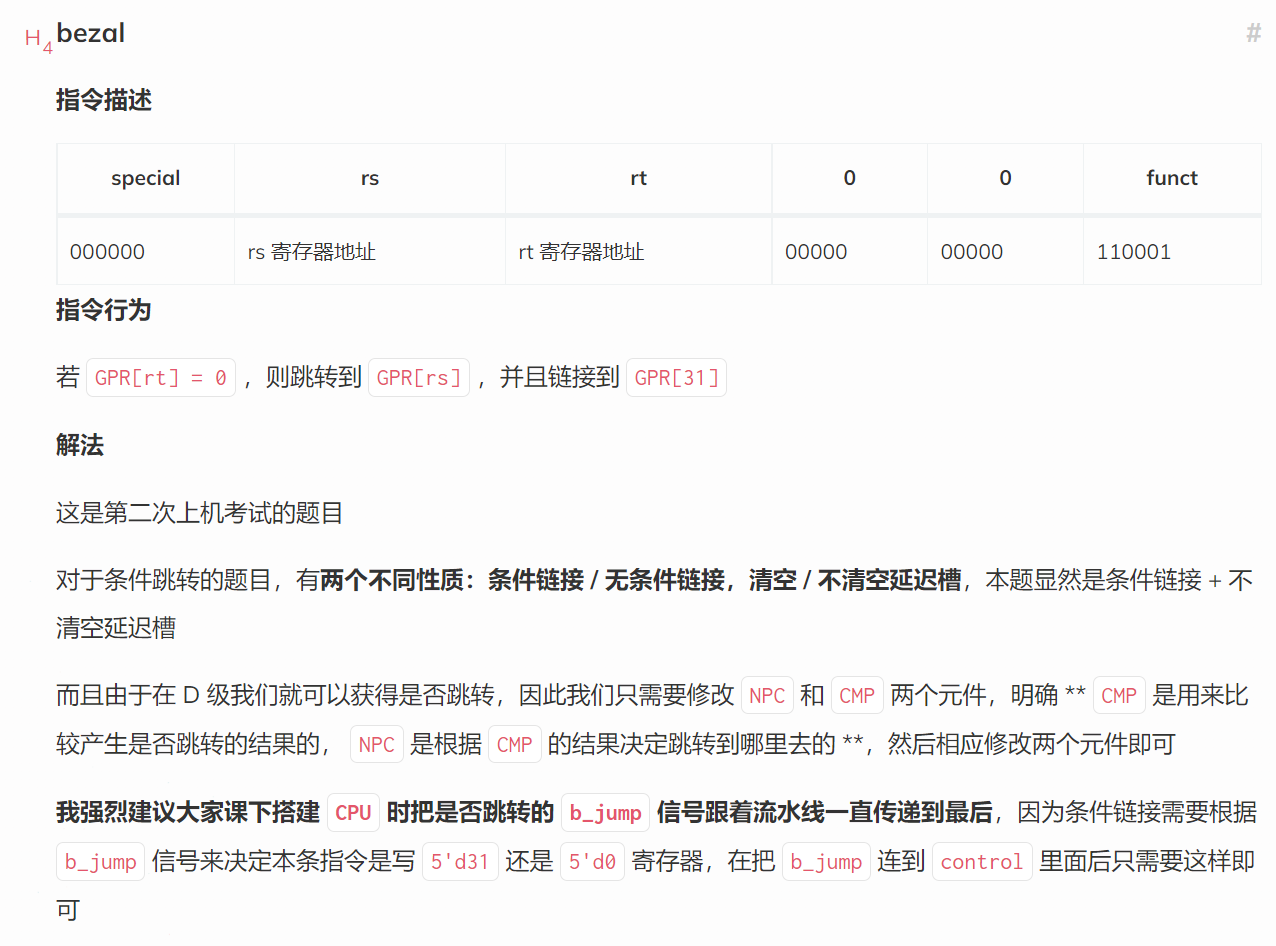 H4 bezal #
指令描述
special rs rt 0 0 funct
000000 rs 寄存器地址 rt 寄存器地址 00000 00000 110001
指令行为
若 GPR[rt] = 0 ，则跳转到 GPR[rs] ，并且链接到 GPR[31]
解法
这是第二次上机考试的题目
对于条件跳转的题目，有两个不同性质：条件链接 / 无条件链接，清空 / 不清空延迟槽，本题显然是条件链接 + 不
清空延迟槽
而且由于在 D 级我们就可以获得是否跳转，因此我们只需要修改 NPC 和 CMP 两个元件，明确 ** CMP 是用来比
较产生是否跳转的结果的， NPC 是根据 CMP 的结果决定跳转到哪里去的 **，然后相应修改两个元件即可
我强烈建议大家课下搭建 CPU 时把是否跳转的 b_jump 信号跟着流水线一直传递到最后，因为条件链接需要根据
b_jump 信号来决定本条指令是写 5'd31 还是 5'd0 寄存器，在把 b_jump 连到 control 里面后只需要这样即
可